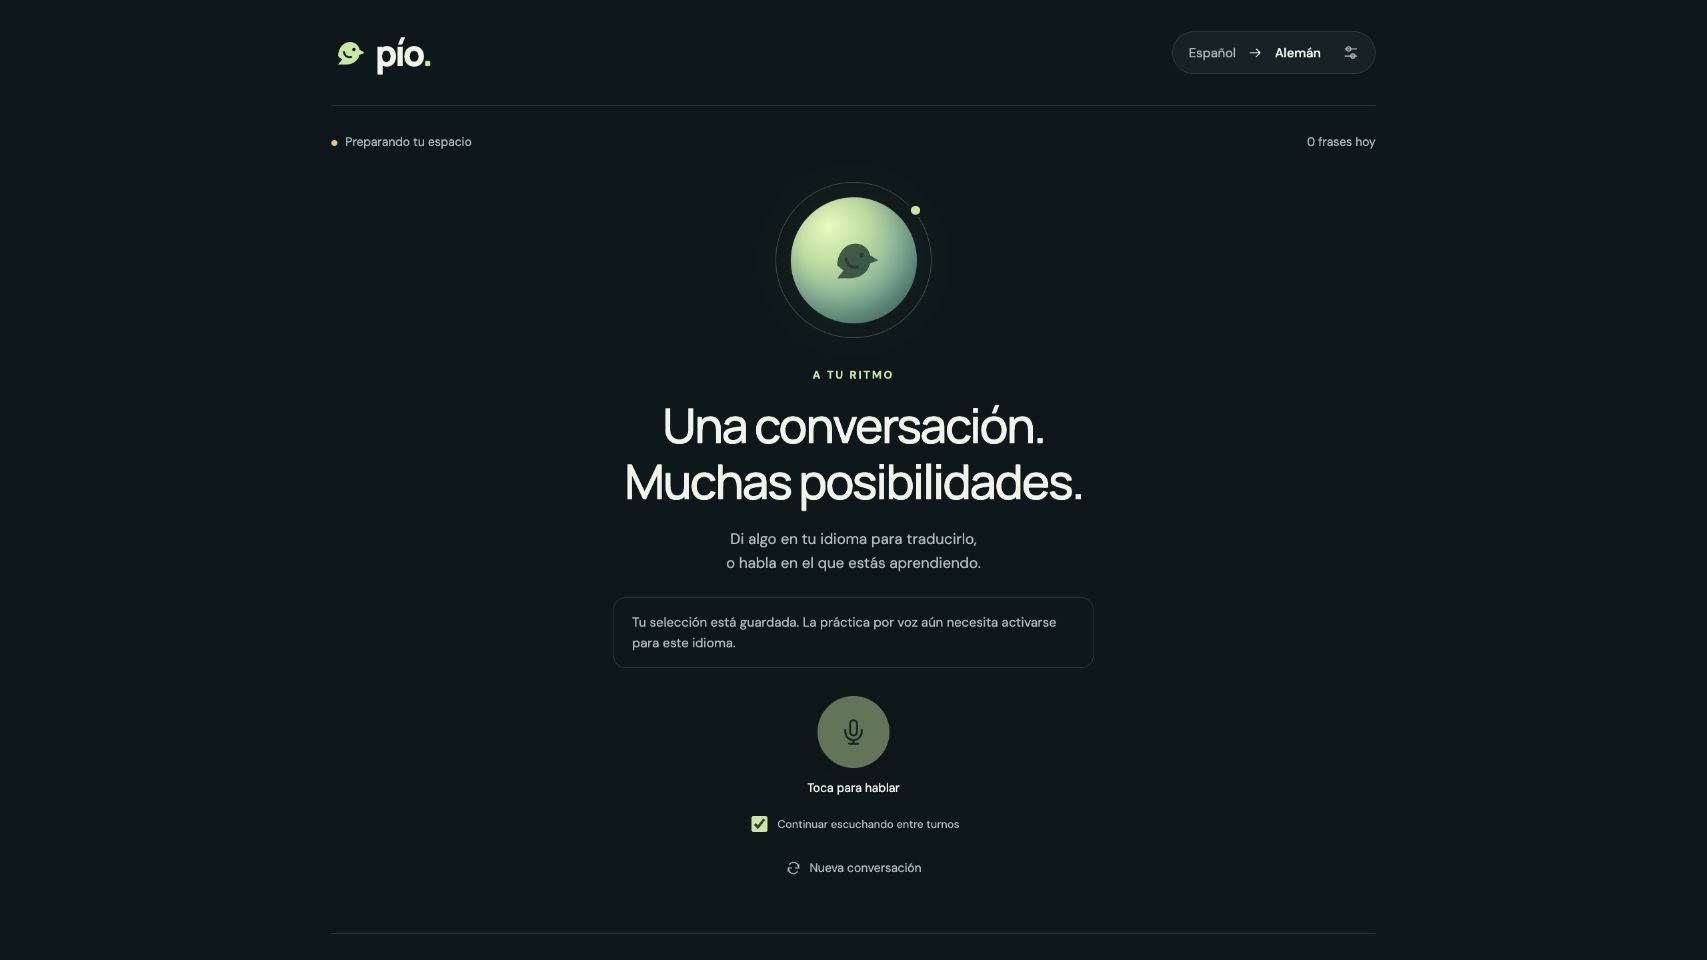 pío.
Español → Alemán
Preparando tu espacio
0 frases hoy
A TU RITMO
Una conversación.
Muchas posibilidades.
Di algo en tu idioma para traducirlo,
o habla en el que estás aprendiendo.
Tu selección está guardada. La práctica por voz aún necesita activarse
para este idioma.
Toca para hablar
Continuar escuchando entre turnos
Nueva conversación